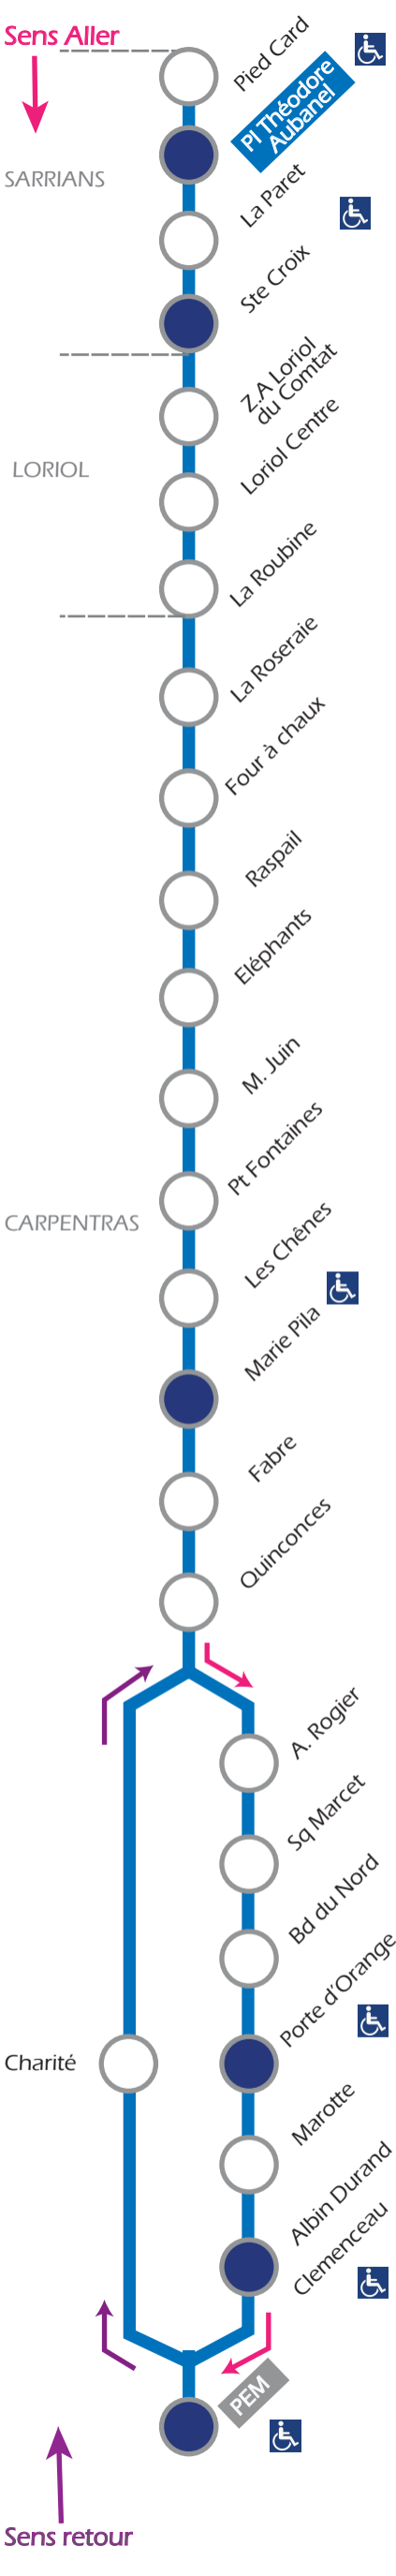 Sens Aller
Pied Card
Pl Théodore
Aubanel
SARRIANS
La Paret
Ste Croix
Z.A Loriol
du Comtat
Loriol Centre
LORIOL
La Roubine
La Roseraie
Four à chaux
Raspail
Eléphants
M. Juin
Pt Fontaines
CARPENTRAS
Les Chênes
Marie Pila
Fabre
Quinconces
A. Rogier
Sq Marcet
Bd du Nord
Porte d'Orange
Charité
Marotte
Albin Durand
Clemenceau
PEM
Sens retour